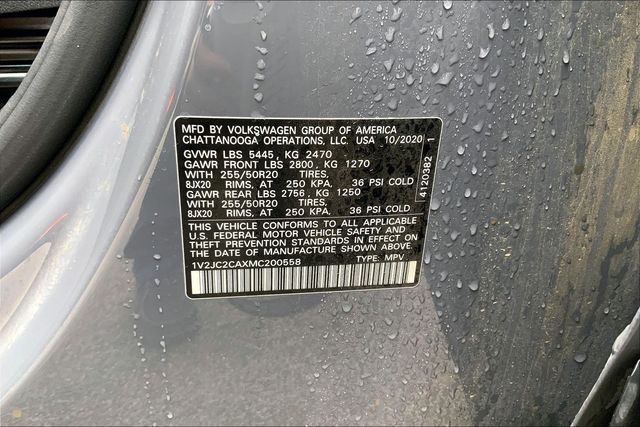 MFD BY VOLKSWAGEN GROUP OF AMERICA
CHATTANOOGA OPERATIONS, LLC. USA 10/2020
GVWR LBS 5445, KG 2470
GAWR FRONT LBS 2800, KG 1270
WITH 255/50R20 TIRES,
8JX20 RIMS, AT 250 KPA, 36 PSI COLD
GAWR REAR LBS 2756, KG 1250
WITH 255/50R20 TIRES,
8JX20 RIMS, AT 250 KPA, 36 PSI COLD
THIS VEHICLE CONFORMS TO ALL APPLICABLE
U.S. FEDERAL MOTOR VEHICLE SAFETY AND
THEFT PREVENTION STANDARDS IN EFFECT ON
THE DATE OF MANUFACTURE SHOWN ABOVE.
1V2JC2CAXMC200558 TYPE: MPV
4120382 1